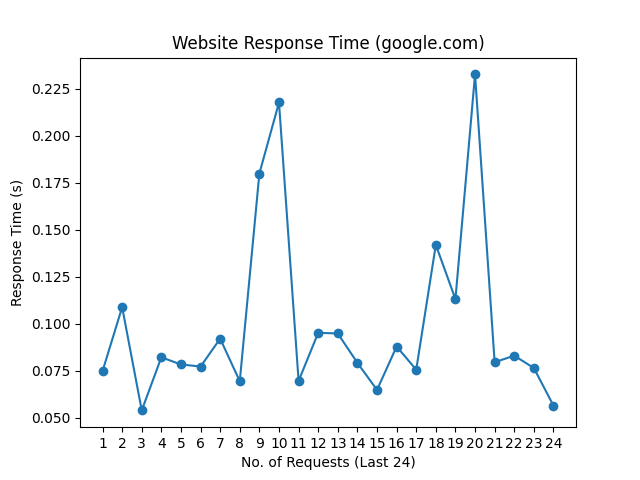 Website Response Time (google.com)
0.225
0.200
0.175
0.150
0.125
0.100
0.075
0.050
Response Time (s)
1 2 3 4 5 6 7 8 9 10 11 12 13 14 15 16 17 18 19 20 21 22 23 24
No. of Requests (Last 24)